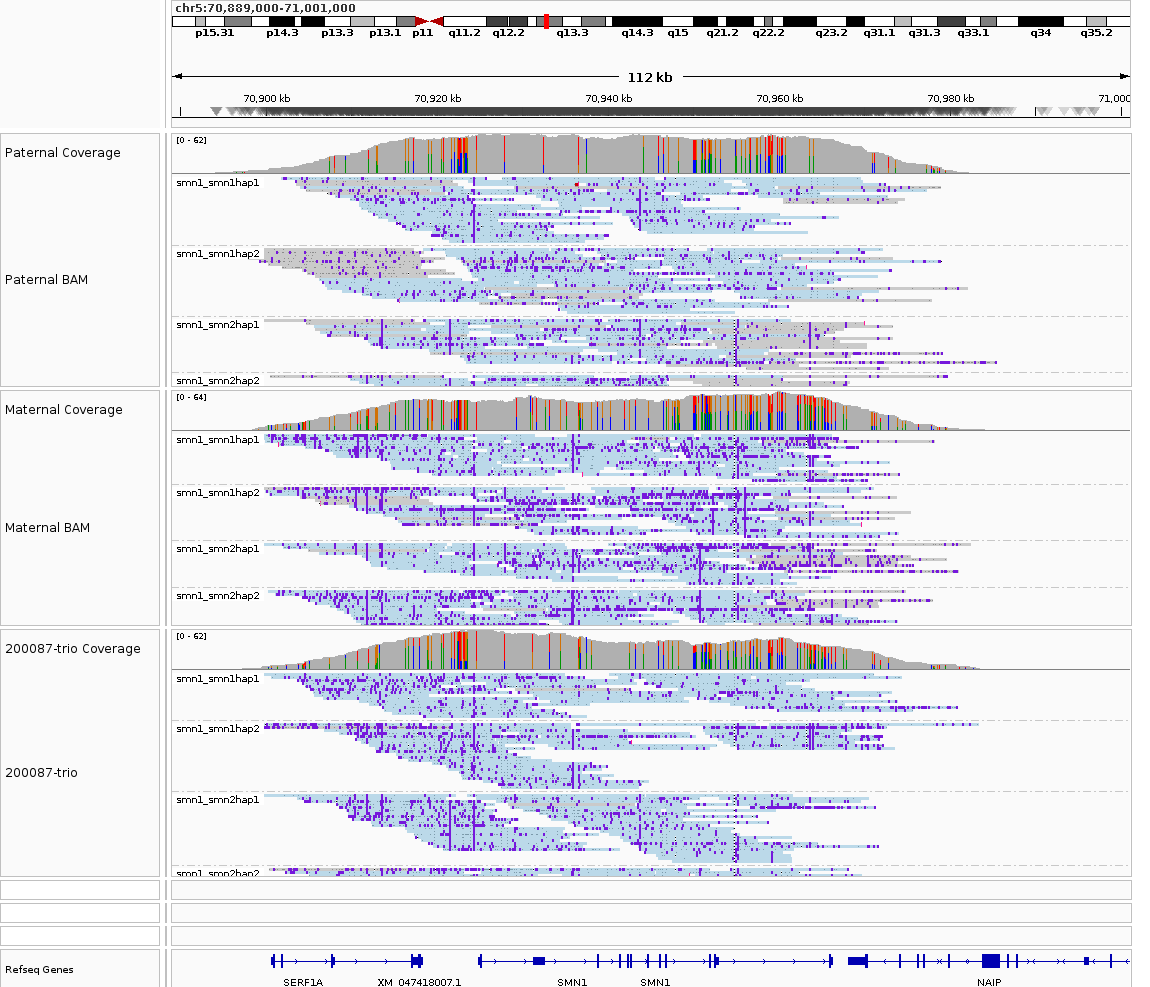 chr5:70,889,000-71,001,000
p15.31 p14.3 p13.3 p13.1 p11 q11.2 q12.2 q13.3 q14.3 q15 q21.2 q22.2 q23.2 q31.1 q31.3 q33.1 q34 q35.2
112 kb
70,900 kb 70,920 kb 70,940 kb 70,960 kb 70,980 kb 71,000
Paternal Coverage
[0 - 62]
smn1_smn1hap1
smn1_smn1hap2
Paternal BAM
smn1_smn2hap1
smn1_smn2hap2
Maternal Coverage
[0 - 64]
smn1_smn1hap1
smn1_smn1hap2
Maternal BAM
smn1_smn2hap1
smn1_smn2hap2
200087-trio Coverage
[0 - 62]
smn1_smn1hap1
smn1_smn1hap2
200087-trio
smn1_smn2hap1
smn1_smn2hap2
Refseq Genes
SERF1A XM_047418007.1 SMN1 SMN1 NAIP